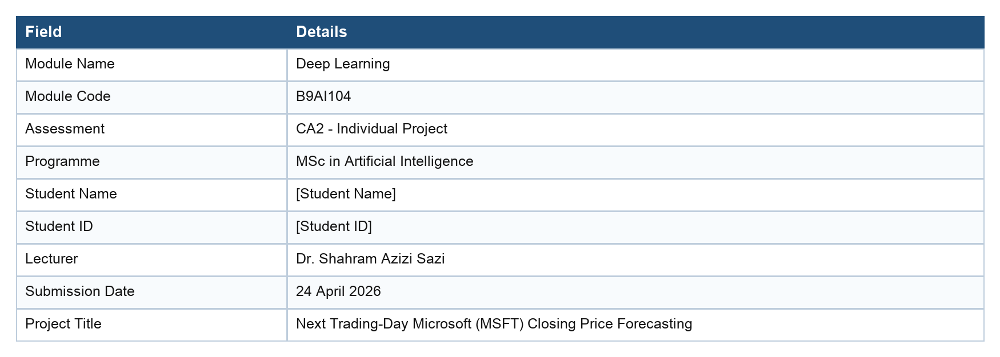 Field Details
Module Name Deep Learning
Module Code B9AI104
Assessment CA2 - Individual Project
Programme MSc in Artificial Intelligence
Student Name [Student Name]
Student ID [Student ID]
Lecturer Dr. Shahram Azizi Sazi
Submission Date 24 April 2026
Project Title Next Trading-Day Microsoft (MSFT) Closing Price Forecasting